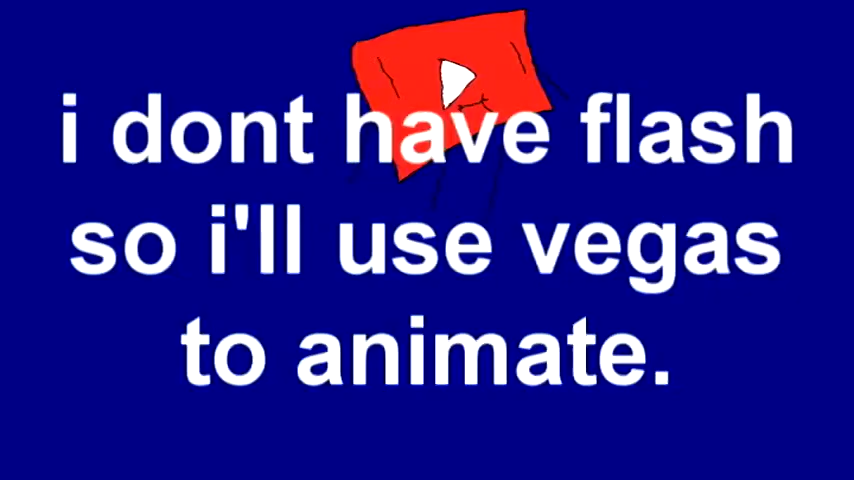 i dont have flash
so i'll use vegas
to animate.